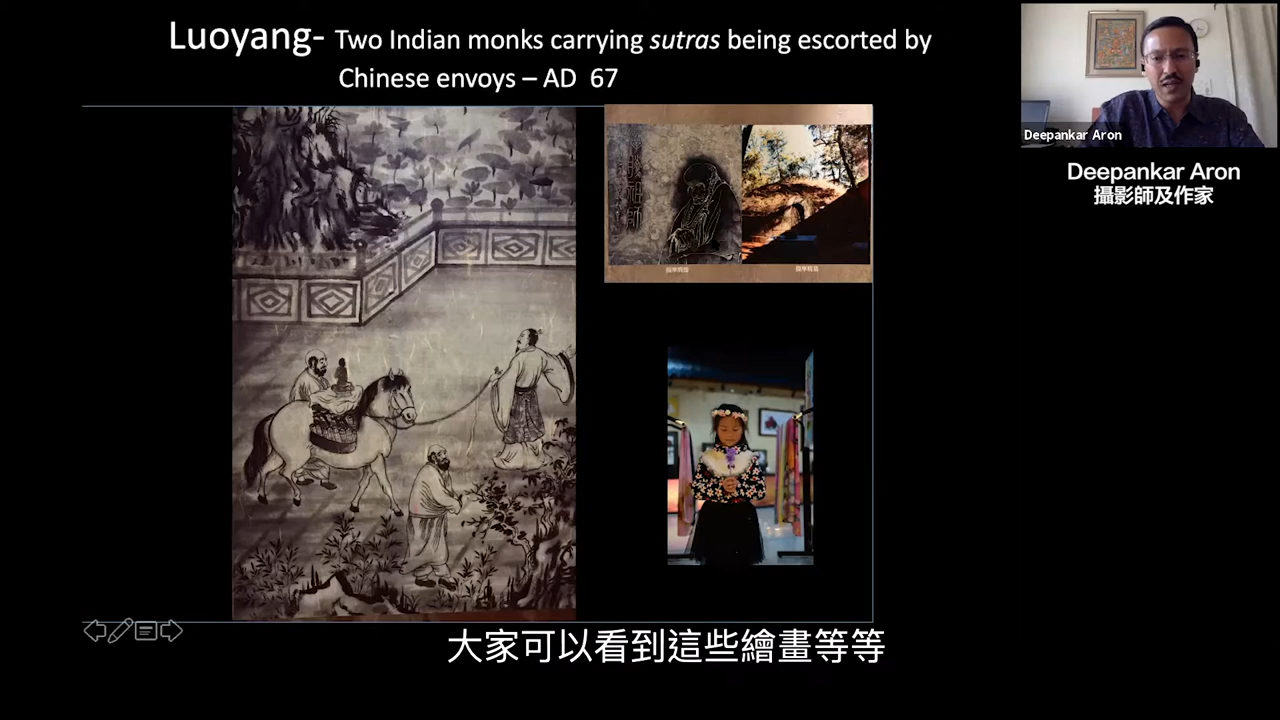 Luoyang- Two Indian monks carrying sutras being escorted by
Chinese envoys – AD 67
Deepankar Aron
Deepankar Aron
攝影師及作家
大家可以看到這些繪畫等等